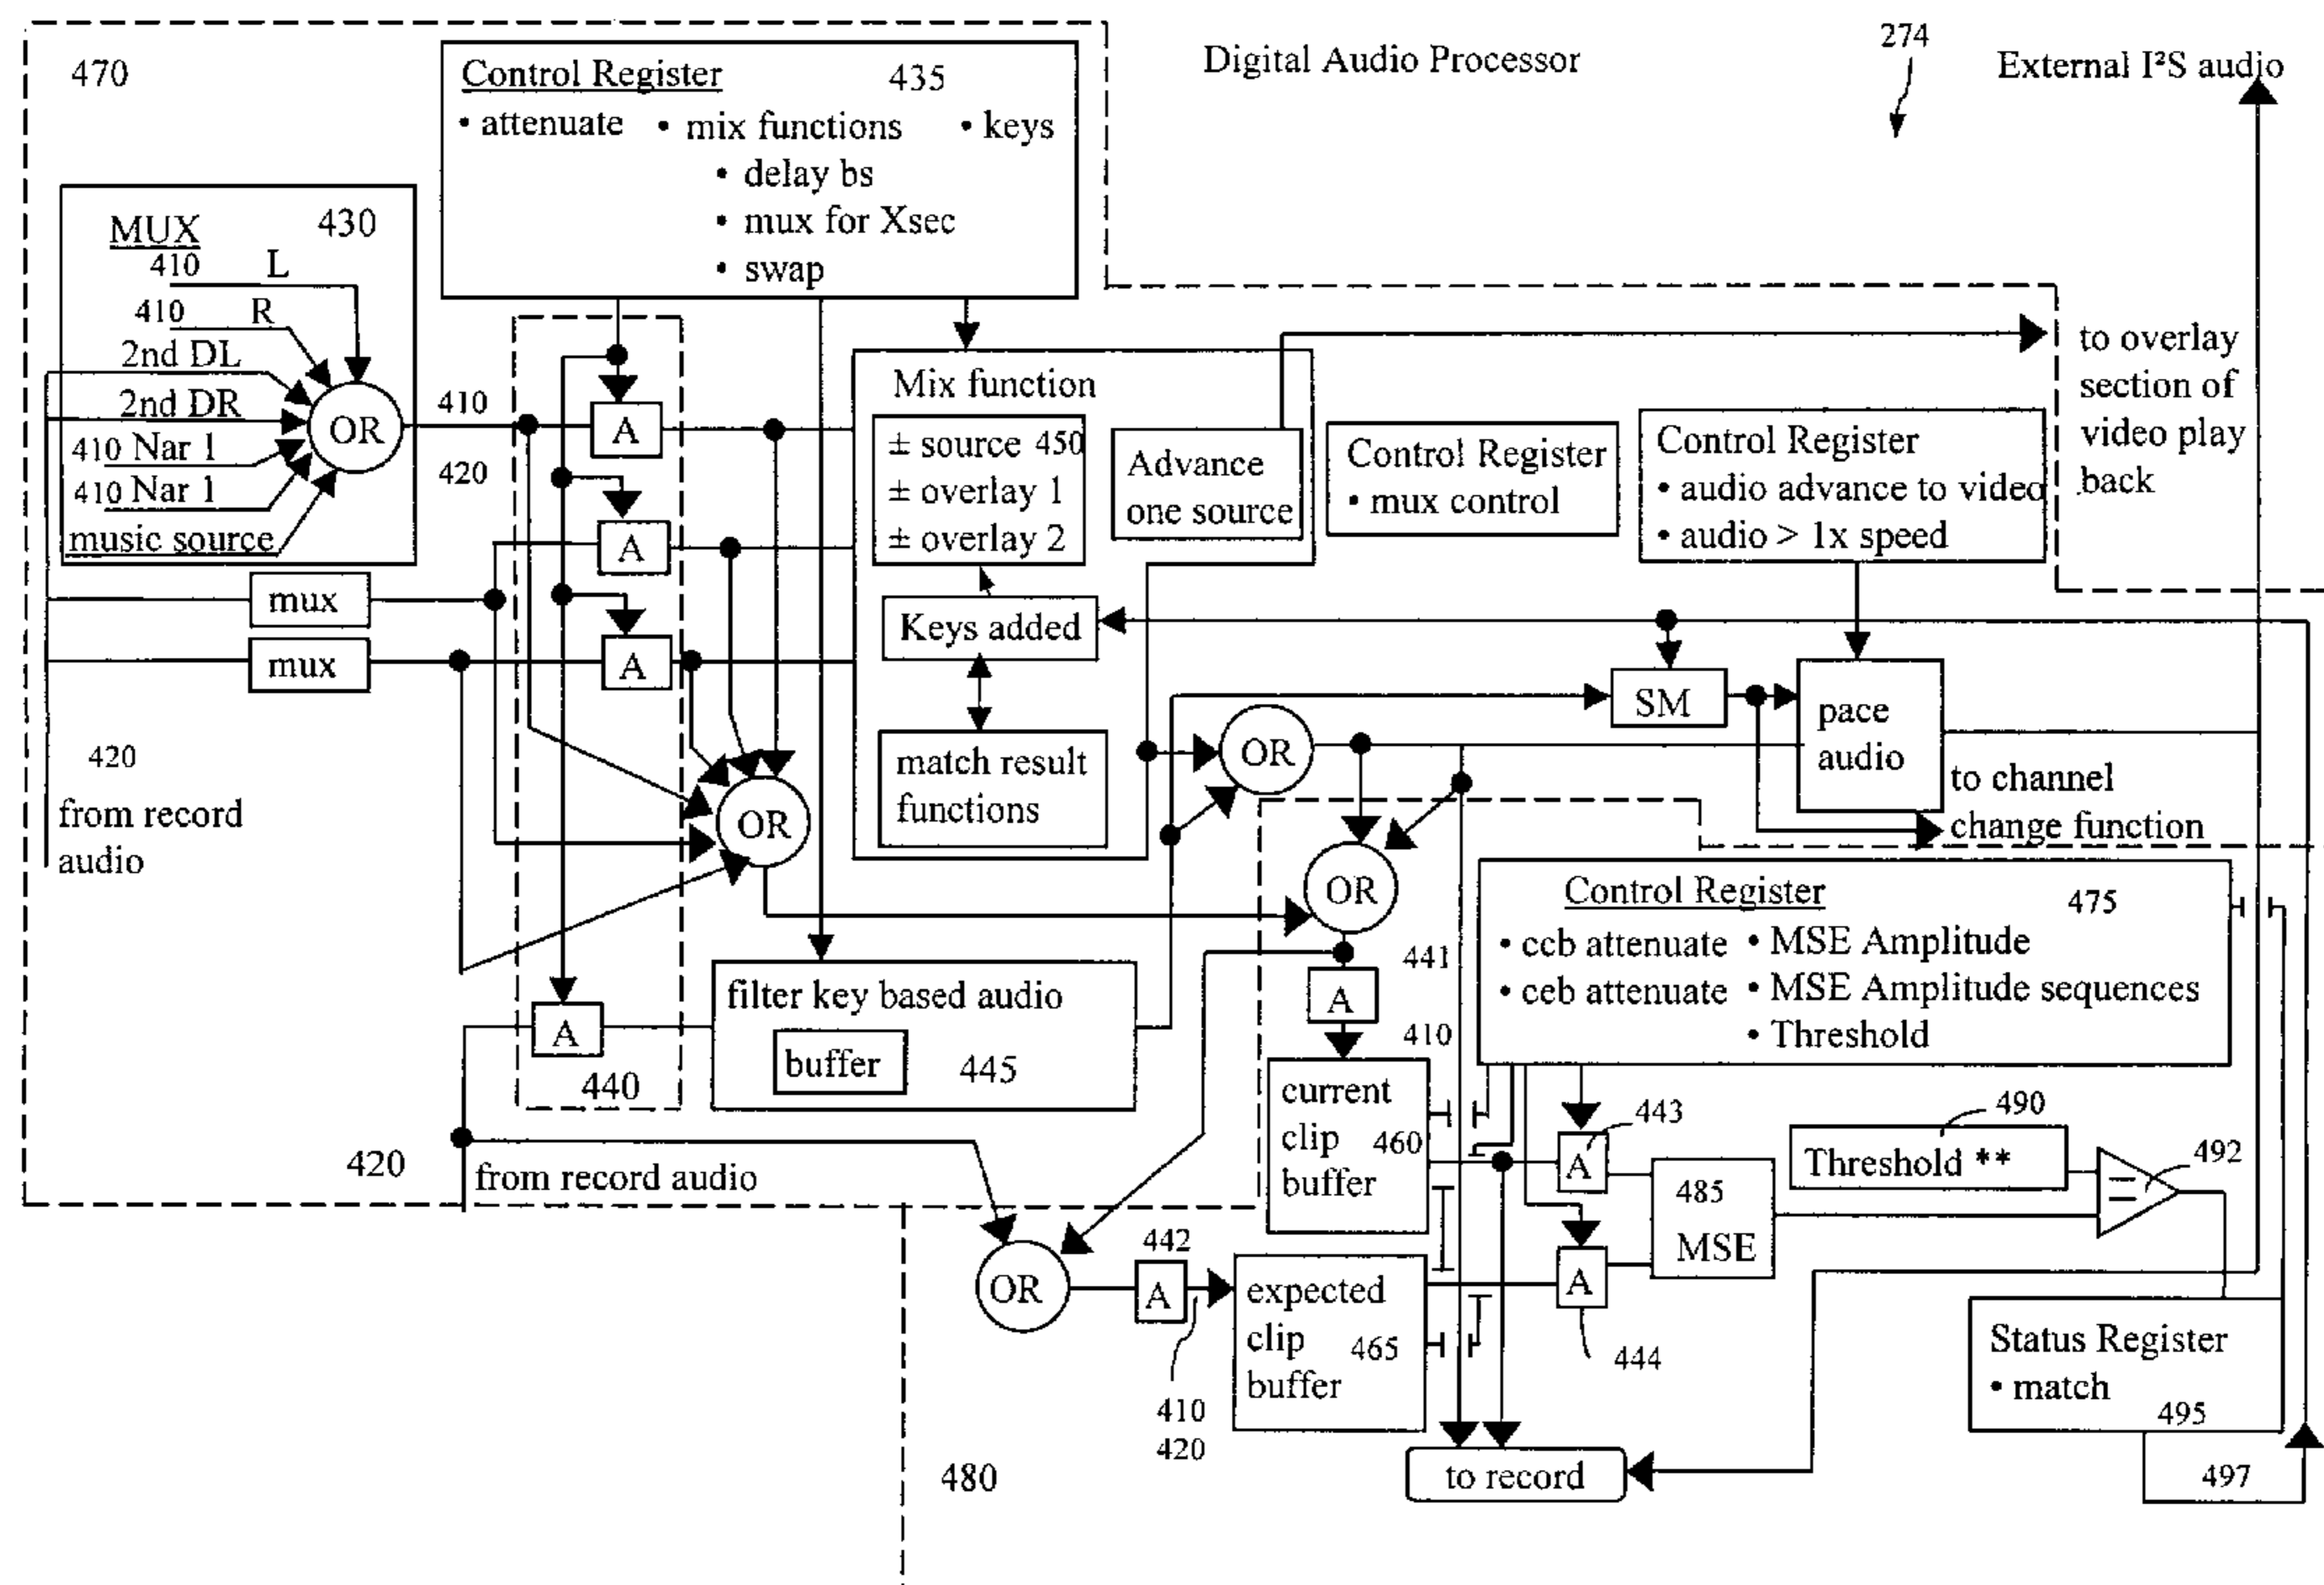 470
Control Register 435
• attenuate • mix functions • keys
• delay bs
• mux for Xsec
• swap
Digital Audio Processor
274
External I²S audio
MUX 430
410 L
410 R
2nd DL
2nd DR
410 Nar 1
410 Nar 1
music source
OR
410
420
A
A
A
mux
mux
420
from record
audio
Mix function
± source 450
± overlay 1
± overlay 2
Advance
one source
Keys added
match result
functions
Control Register
• mux control
Control Register
• audio advance to video
• audio > 1x speed
to overlay
section of
video play
back
SM
pace
audio
to channel
change function
OR
OR
OR
A
440
filter key based audio
buffer 445
420
from record audio
441
A
410
current
clip
buffer
460
Control Register
475
• ccb attenuate • MSE Amplitude
• ceb attenuate • MSE Amplitude sequences
• Threshold
443
A
485
MSE
490
Threshold **
=
492
OR
442
A
410
420
expected
clip
buffer
465
A
444
Status Register
• match
495
497
480
to record